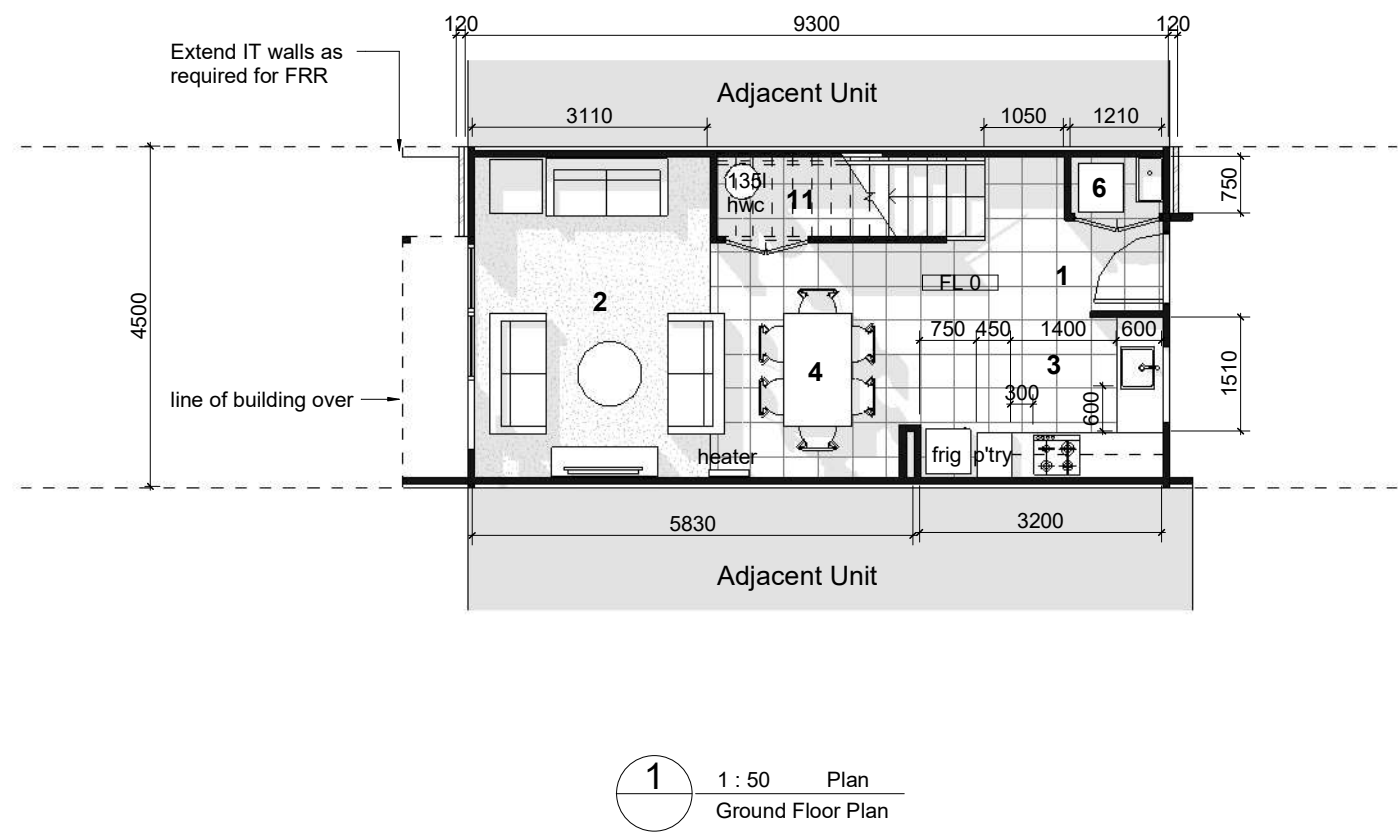 120
9300
120
Extend IT walls as
required for FRR
Adjacent Unit
3110
1050
1210
135l
hwc
11
6
750
4500
2
FL 0
1
750
450
1400
600
4
3
1510
300
600
line of building over
heater
frig
p'try
5830
3200
Adjacent Unit
1
1 : 50
Plan
Ground Floor Plan